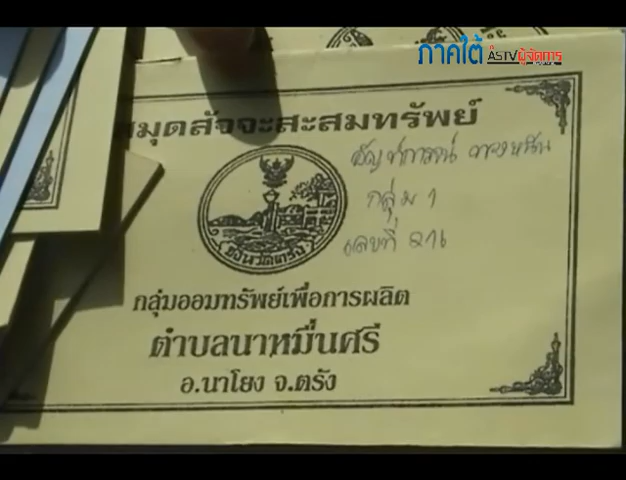 ภาคใต้ ASTVผู้จัดการ
สมุดสัจจะสะสมทรัพย์
กลุ่ม 1
เลขที่
จังหวัดตรัง
กลุ่มออมทรัพย์เพื่อการผลิต
ตำบลนาหมื่นศรี
อ.นาโยง จ.ตรัง